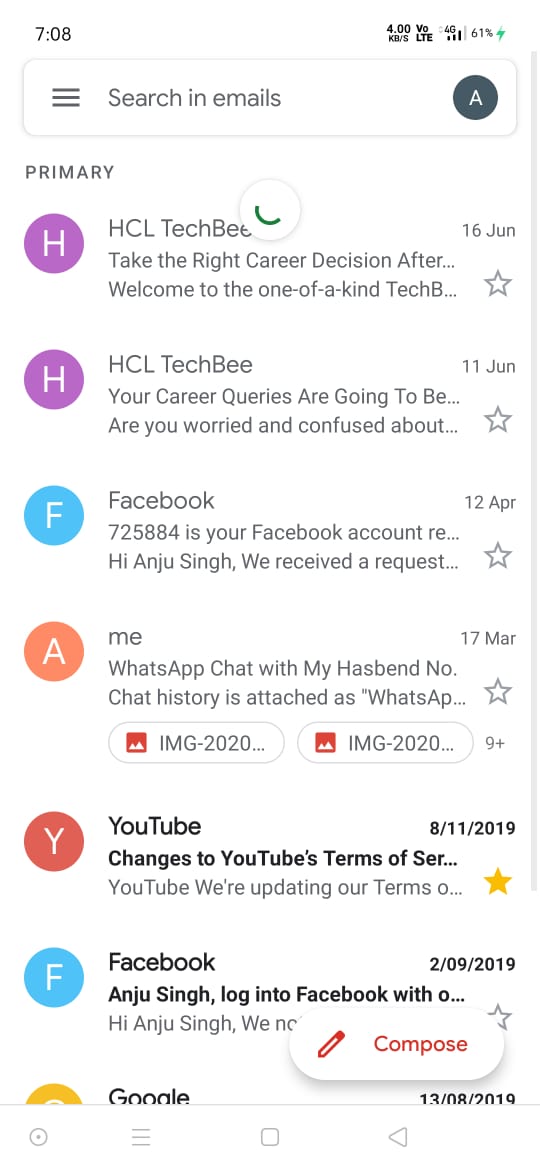 7:08
4.00 KB/S Vo LTE 4G 61%
Search in emails
A
PRIMARY
H
HCL TechBee
16 Jun
Take the Right Career Decision After...
Welcome to the one-of-a-kind TechB...
H
HCL TechBee
11 Jun
Your Career Queries Are Going To Be...
Are you worried and confused about...
F
Facebook
12 Apr
725884 is your Facebook account re...
Hi Anju Singh, We received a request...
A
me
17 Mar
WhatsApp Chat with My Hasbend No.
Chat history is attached as "WhatsAp...
IMG-2020...
IMG-2020...
9+
Y
YouTube
8/11/2019
Changes to YouTube's Terms of Ser...
YouTube We're updating our Terms o...
F
Facebook
2/09/2019
Anju Singh, log into Facebook with o...
Hi Anju Singh, We no
Compose
Google
13/08/2019